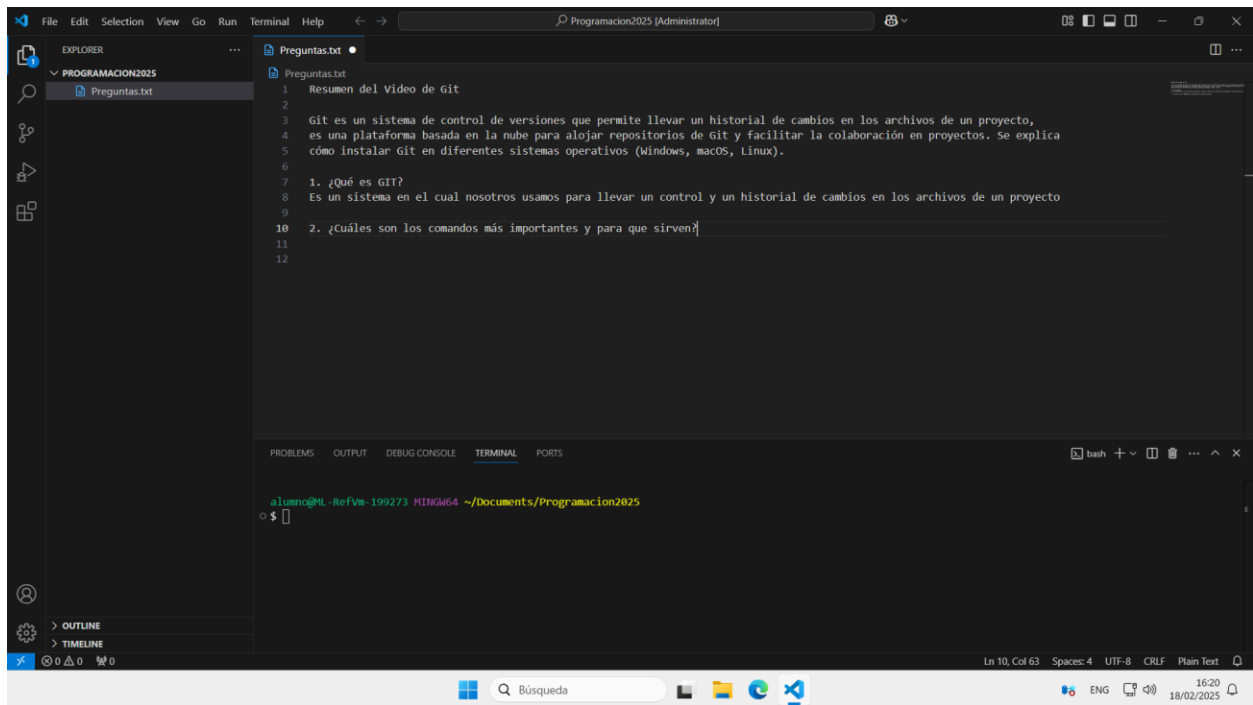 File Edit Selection View Go Run Terminal Help
Programacion2025 [Administrator]
EXPLORER
Preguntas.txt
PROGRAMACION2025
Preguntas.txt
1
Preguntas.txt
1 Resumen del Video de Git
2
3 Git es un sistema de control de versiones que permite llevar un historial de cambios en los archivos de un proyecto,
4 es una plataforma basada en la nube para alojar repositorios de Git y facilitar la colaboración en proyectos. Se explica
5 cómo instalar Git en diferentes sistemas operativos (Windows, macOS, Linux).
6
7 1. ¿Qué es GIT?
8 Es un sistema en el cual nosotros usamos para llevar un control y un historial de cambios en los archivos de un proyecto
9
10 2. ¿Cuáles son los comandos más importantes y para que sirven?
11
12
PROBLEMS OUTPUT DEBUG CONSOLE TERMINAL PORTS
bash
alumno@ML-RefVm-199273 MINGW64 ~/Documents/Programacion2025
$
OUTLINE
TIMELINE
0 0 0
Ln 10, Col 63 Spaces: 4 UTF-8 CRLF Plain Text
Búsqueda
ENG
16:20
18/02/2025